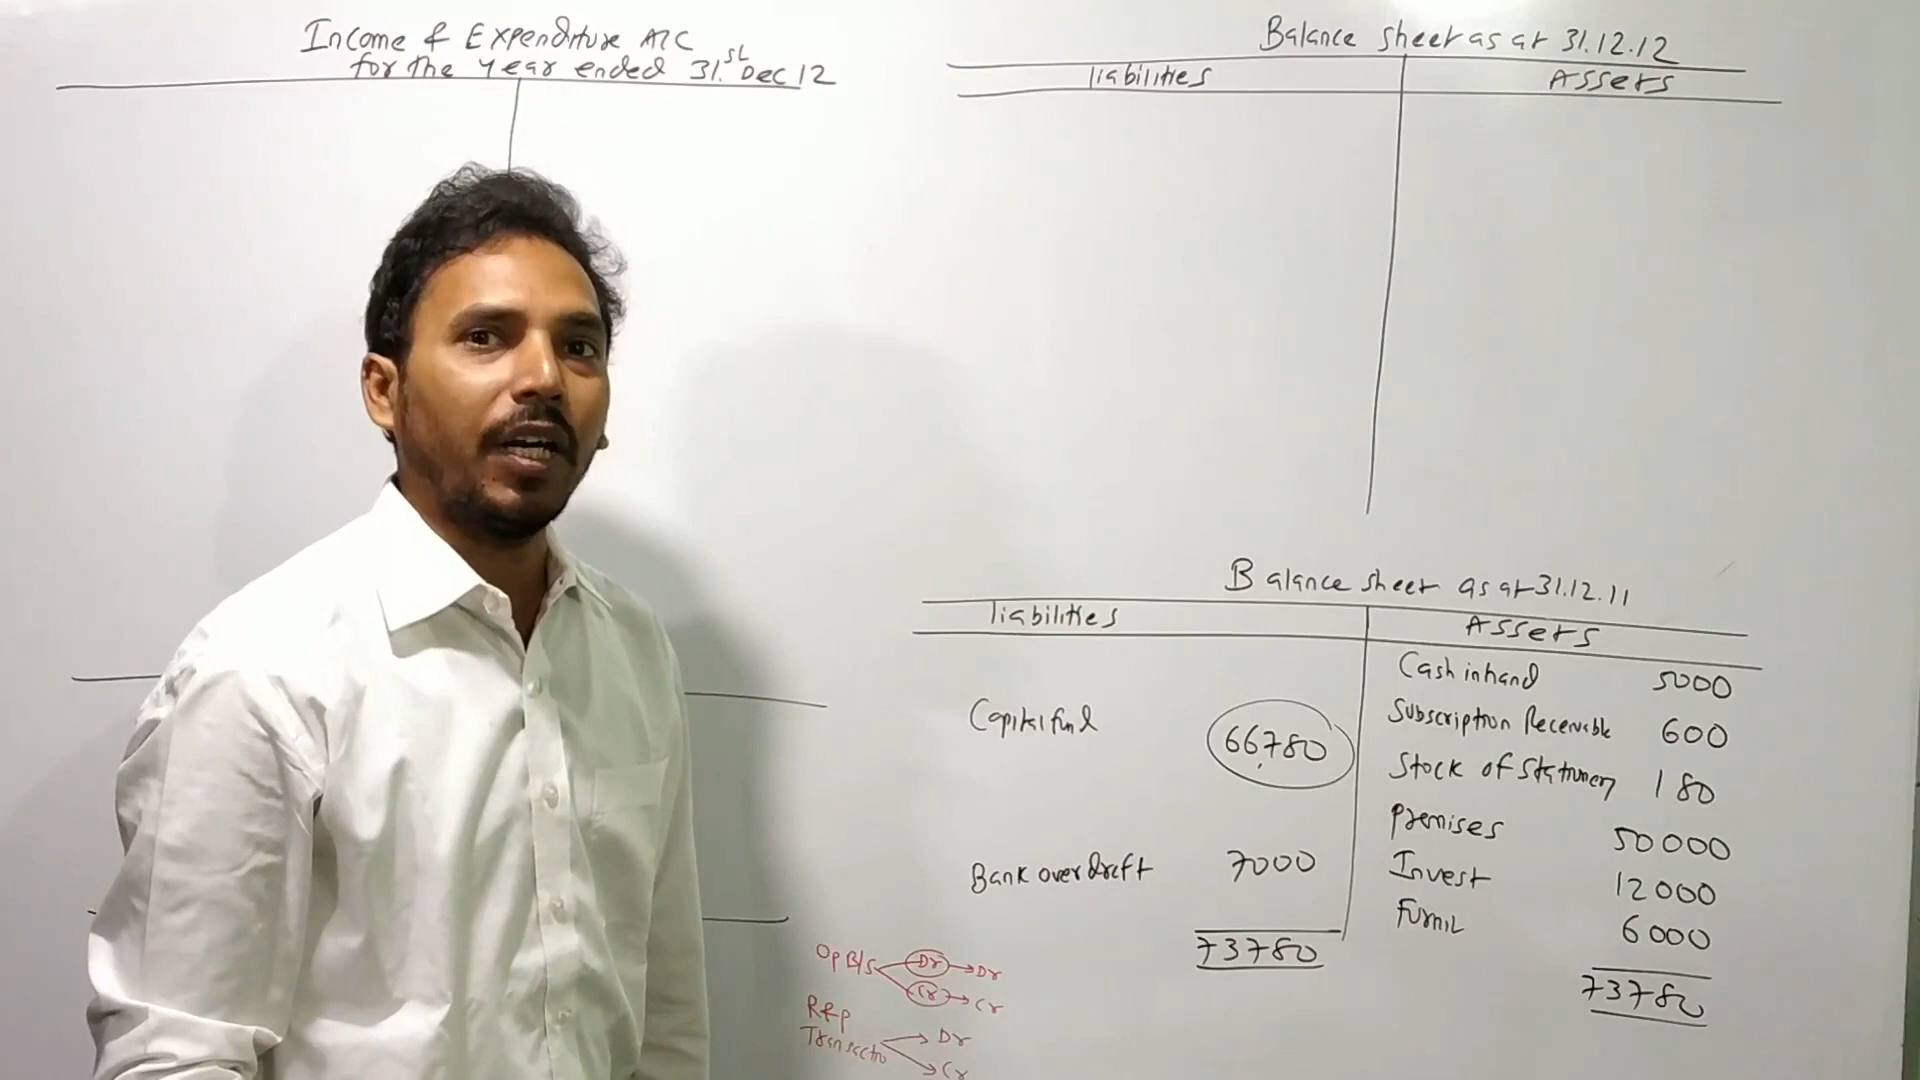 Income & Expenditure A/C
for the year ended 31.st Dec 12
Balance sheet as at 31.12.12
liabilities Assets
Balance sheet as at 31.12.11
liabilities Assets
Cash in hand 5000
Capital fund 66,780 Subscription Receivable 600
Stock of Stationery 180
premises 50000
Bank overdraft 7000 Invest 12000
Furnit 6000
73780 73780
Op B/S Dr Dr
Cr Cr
R&P
Transactio Dr
Cr